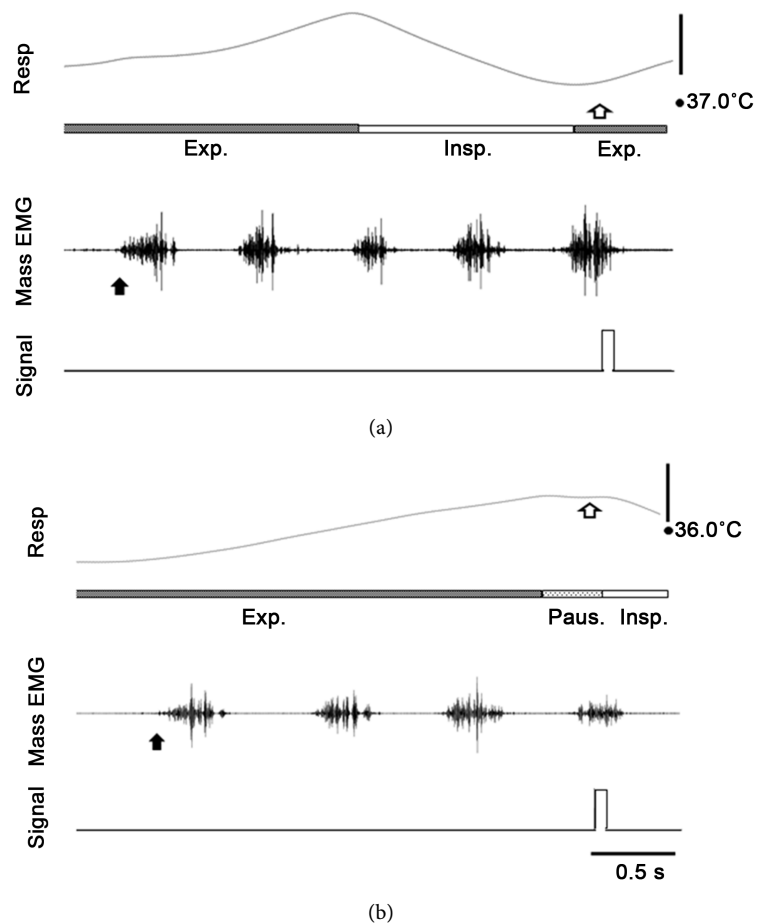 Resp
37.0°C
Exp.
Insp.
Exp.
Mass EMG
Signal
(a)
Resp
36.0°C
Exp.
Paus.
Insp.
Mass EMG
Signal
0.5 s
(b)